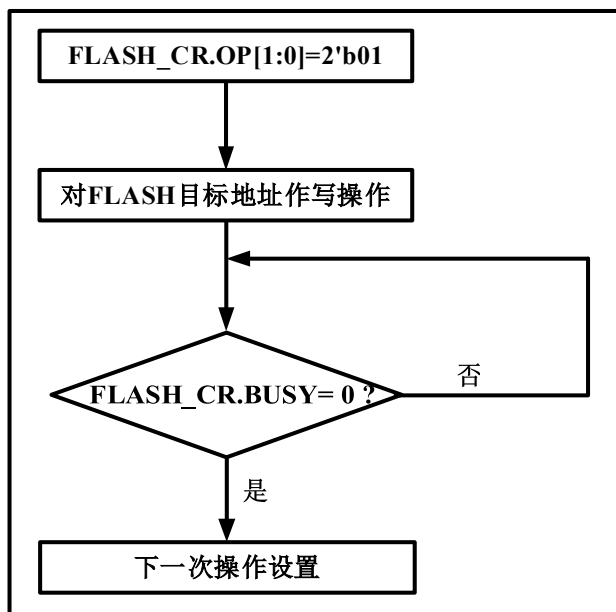 FLASH_CR.OP[1:0]=2'b01
对FLASH目标地址作写操作
FLASH_CR.BUSY= 0 ?
否
是
下一次操作设置